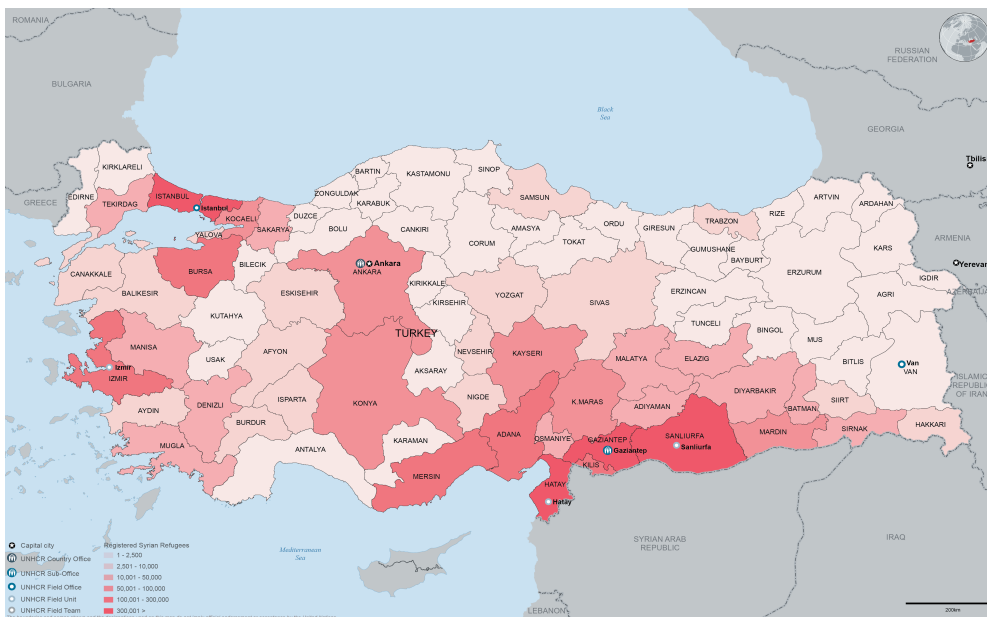 ROMANIA
RUSSIAN
FEDERATION
BULGARIA
Black
Sea
GEORGIA
Tbilis
KIRKLARELI
BARTIN
KASTAMONU
SINOP
EDIRNE
TEKIRDAG
ISTANBUL
Istanbul
KOCAELI
ZONGULDAK
KARABUK
SAMSUN
ARTVIN
ARDAHAN
GREECE
YALOVA
SAKARYA
DUZCE
BOLU
CANKIRI
CORUM
AMASYA
TOKAT
ORDU
GIRESUN
TRABZON
RIZE
GUMUSHANE
BAYBURT
KARS
ARMENIA
Yerevan
CANAKKALE
BURSA
BILECIK
Ankara
ANKARA
KIRIKKALE
ERZURUM
IGDIR
BALIKESIR
ESKISEHIR
KIRSEHIR
YOZGAT
SIVAS
ERZINCAN
AGRI
KUTAHYA
TURKEY
TUNCELI
BINGOL
MUS
MANISA
USAK
AFYON
AKSARAY
NEVSEHIR
KAYSERI
MALATYA
ELAZIG
BITLIS
Van
VAN
Izmir
IZMIR
ISLAMIC
REPUBLIC
OF IRAN
AYDIN
DENIZLI
ISPARTA
KONYA
NIGDE
K.MARAS
ADIYAMAN
DIYARBAKIR
BATMAN
SIIRT
MUGLA
BURDUR
ANTALYA
KARAMAN
ADANA
OSMANIYE
GAZIANTEP
Gaziantep
SANLIURFA
Sanliurfa
MARDIN
SIRNAK
HAKKARI
MERSIN
KILIS
HATAY
Hatay
Mediterranean
Sea
SYRIAN ARAB
REPUBLIC
IRAQ
LEBANON
Capital city
UNHCR Country Office
UNHCR Sub-Office
UNHCR Field Office
UNHCR Field Unit
UNHCR Field Team
Registered Syrian Refugees
1 - 2,500
2,501 - 10,000
10,001 - 50,000
50,001 - 100,000
100,001 - 300,000
300,001 >
200km